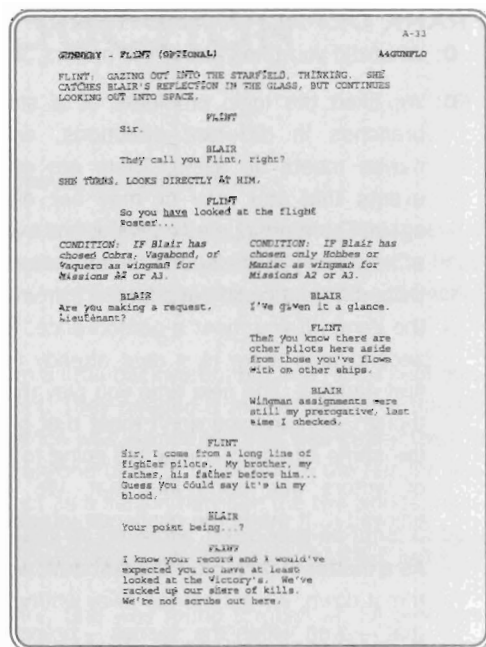 A-33
GUNNERY - FLINT (OPTIONAL)    A4GUNFLO
FLINT: GAZING OUT INTO THE STARFIELD, THINKING. SHE
CATCHES BLAIR'S REFLECTION IN THE GLASS, BUT CONTINUES
LOOKING OUT INTO SPACE.
FLINT
Sir.
BLAIR
They call you Flint, right?
SHE TURNS, LOOKS DIRECTLY AT HIM.
FLINT
So you have looked at the flight
Poster...
CONDITION: IF Blair has
chosen Cobra, Vagabond, of
Vaquero as wingman for
Missions A2 or A3.
BLAIR
Are you making a request,
Lieutenant?
CONDITION: IF Blair has
chosen only Hobbes or
Maniac as wingman for
Missions A2 or A3.
BLAIR
I've given it a glance.
FLINT
Then you know there are
other pilots here aside
from those you've flown
with on other ships.
BLAIR
Wingman assignments were
still my prerogative, last
time I checked.
FLINT
Sir, I come from a long line of
fighter pilots. My brother, my
father, his father before him...
Guess you could say it's in my
blood.
BLAIR
Your point being...?
FLINT
I know your record and I would've
expected you to have at least
looked at the Victory's. We've
racked up our share of kills.
We're not scrubs out here.